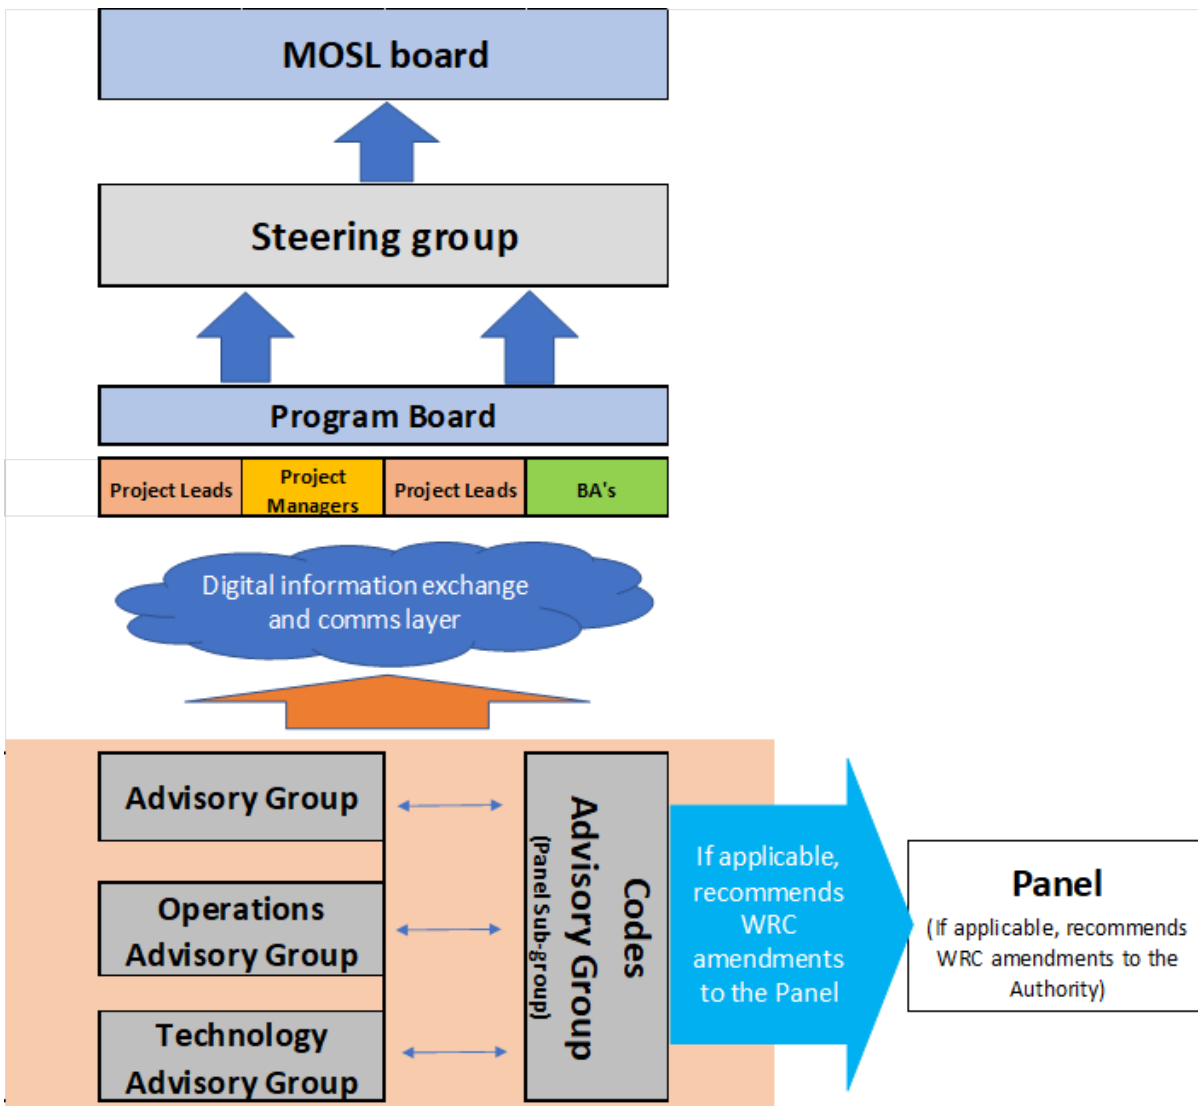 MOSL board
Steering group
Program Board
Project Leads
Project
Managers
Project Leads
BA's
Digital information exchange
and comms layer
Advisory Group
Operations
Advisory Group
Technology
Advisory Group
Codes
Advisory Group
(Panel Sub-group)
If applicable,
recommends
WRC
amendments
to the Panel
Panel
(If applicable, recommends
WRC amendments to the
Authority)